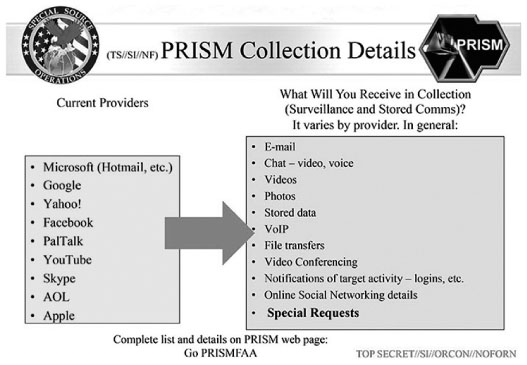 SPECIAL SOURCE
OPERATIONS
(TS//SI//NF) PRISM Collection Details
PRISM
Current Providers
Microsoft (Hotmail, etc.)
Google
Yahoo!
Facebook
PalTalk
YouTube
Skype
AOL
Apple
What Will You Receive in Collection
(Surveillance and Stored Comms)?
It varies by provider. In general:
E-mail
Chat – video, voice
Videos
Photos
Stored data
VoIP
File transfers
Video Conferencing
Notifications of target activity – logins, etc.
Online Social Networking details
Special Requests
Complete list and details on PRISM web page:
Go PRISMFAA
TOP SECRET//SI//ORCON//NOFORN